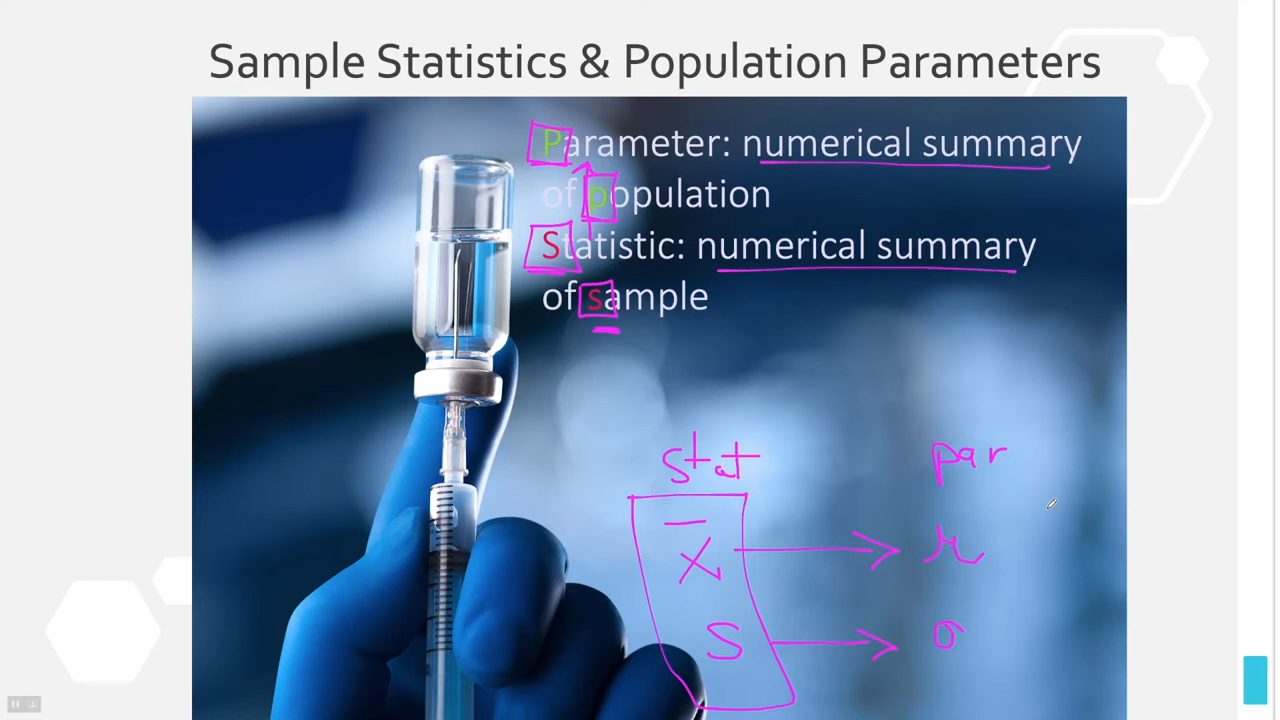 Sample Statistics & Population Parameters
Parameter: numerical summary
of population
Statistic: numerical summary
of sample
stat par
x̄ → μ
s → σ